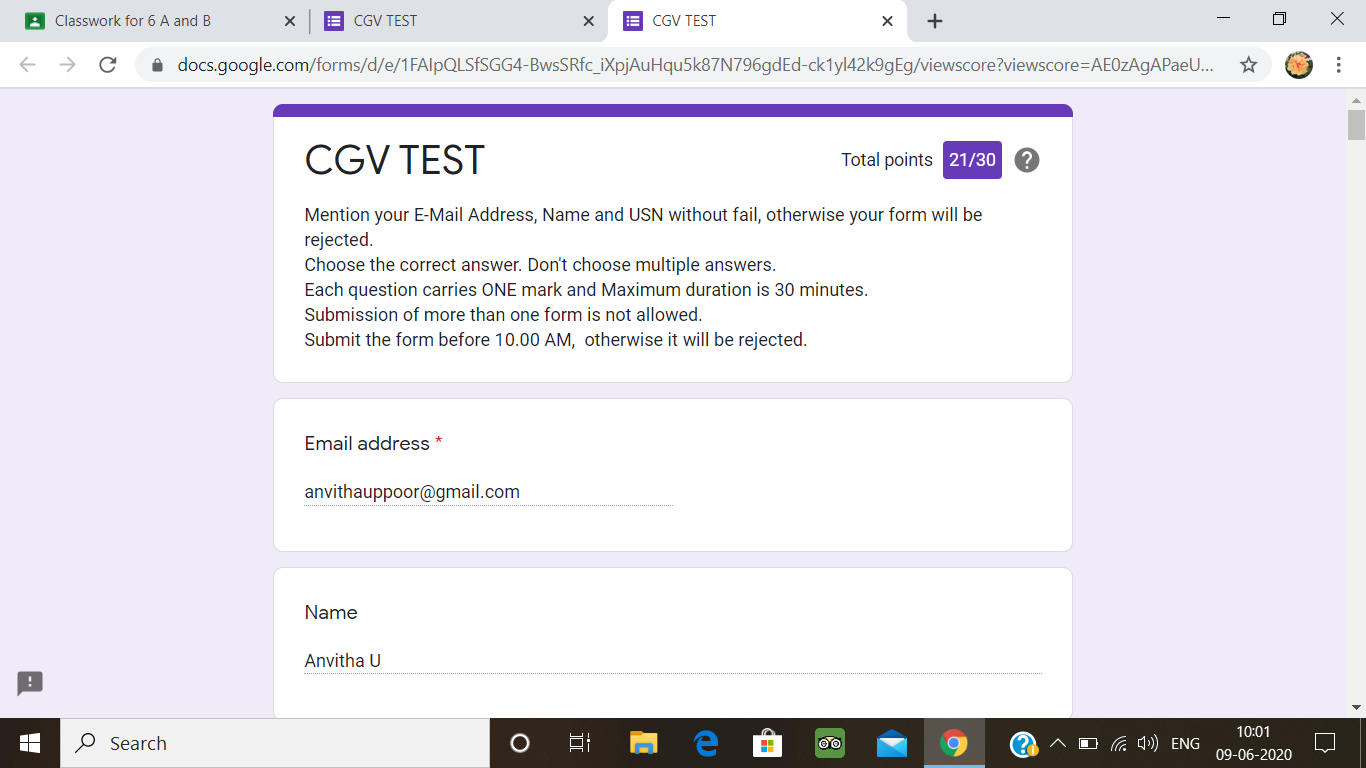 Classwork for 6 A and B
CGV TEST
CGV TEST
docs.google.com/forms/d/e/1FAIpQLSfSGG4-BwsSRfc_iXpjAuHqu5k87N796gdEd-ck1yl42k9gEg/viewscore?viewscore=AE0zAgAPaeU...
CGV TEST
Total points 21/30
Mention your E-Mail Address, Name and USN without fail, otherwise your form will be
rejected.
Choose the correct answer. Don't choose multiple answers.
Each question carries ONE mark and Maximum duration is 30 minutes.
Submission of more than one form is not allowed.
Submit the form before 10.00 AM,  otherwise it will be rejected.
Email address *
anvithauppoor@gmail.com
Name
Anvitha U
Search
ENG
10:01
09-06-2020